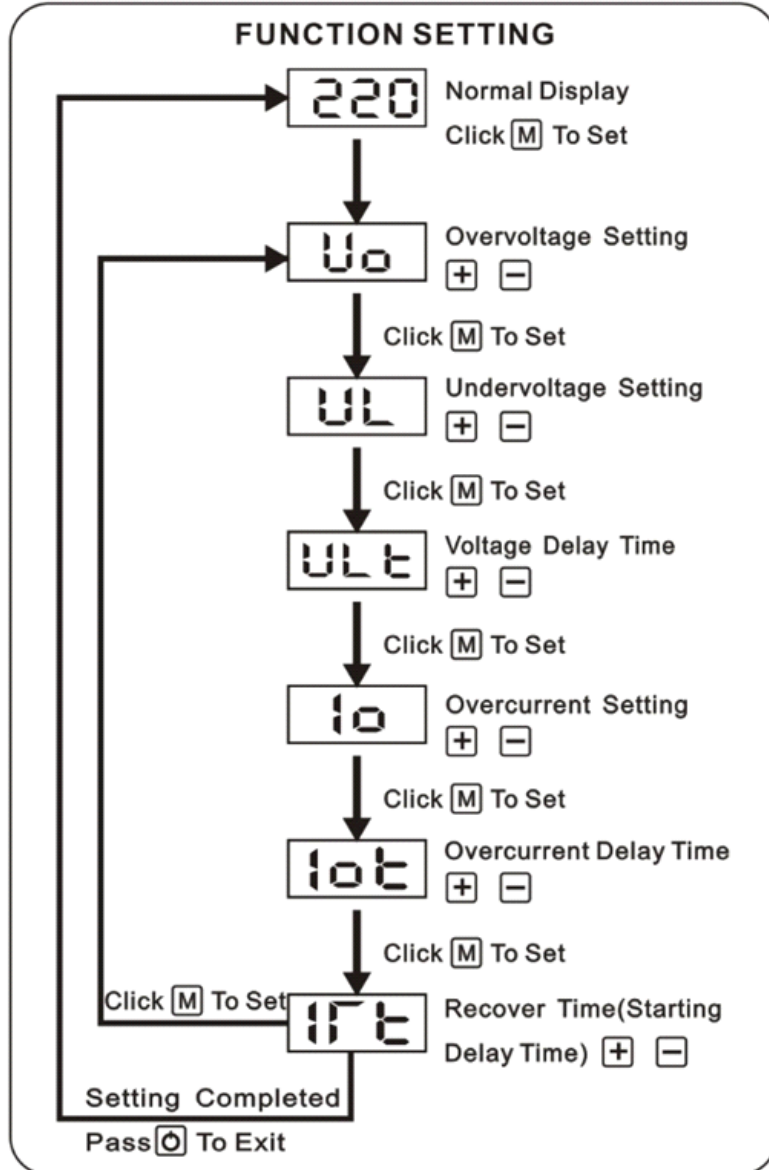 FUNCTION SETTING
220
Normal Display
Click M To Set
Uo
Overvoltage Setting
+ -
Click M To Set
UL
Undervoltage Setting
+ -
Click M To Set
ULt
Voltage Delay Time
+ -
Click M To Set
Io
Overcurrent Setting
+ -
Click M To Set
Iot
Overcurrent Delay Time
+ -
Click M To Set
Click M To Set
Recover Time(Starting
Delay Time) + -
Setting Completed
Pass To Exit